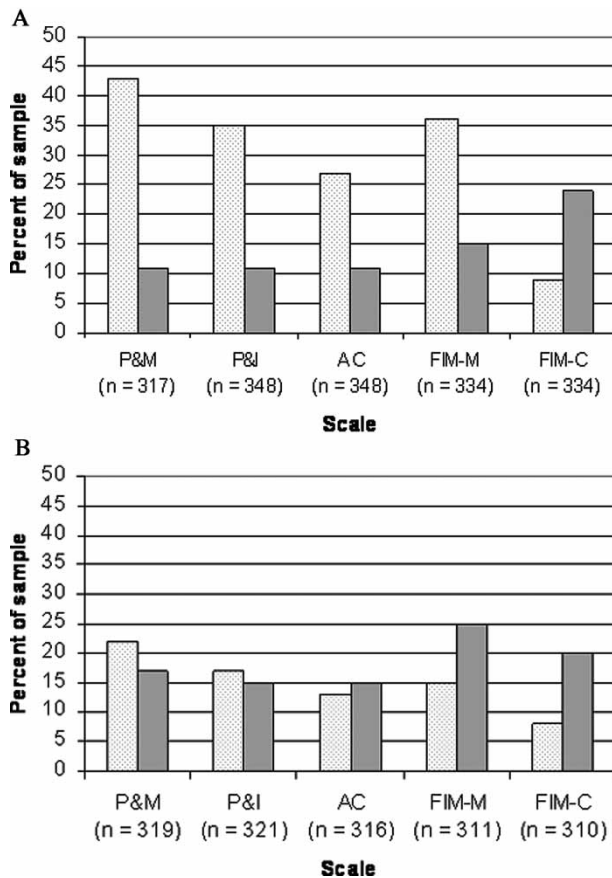 A
Percent of sample
50
45
40
35
30
25
20
15
10
5
0
P&M P&I AC FIM-M FIM-C
(n = 317) (n = 348) (n = 348) (n = 334) (n = 334)
Scale
B
Percent of sample
50
45
40
35
30
25
20
15
10
5
0
P&M P&I AC FIM-M FIM-C
(n = 319) (n = 321) (n = 316) (n = 311) (n = 310)
Scale